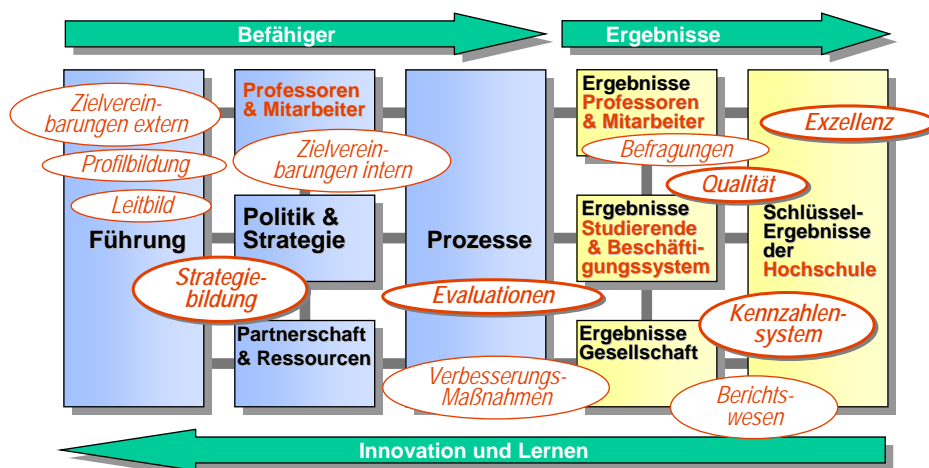 Befähiger
Ergebnisse
Zielverein-
barungen extern
Profilbildung
Leitbild
Führung
Professoren
& Mitarbeiter
Zielverein-
barungen intern
Politik &
Strategie
Strategie-
bildung
Partnerschaft
& Ressourcen
Prozesse
Evaluationen
Verbesserungs-
Maßnahmen
Ergebnisse
Professoren
& Mitarbeiter
Befragungen
Qualität
Ergebnisse
Studierende
& Beschäfti-
gungssystem
Ergebnisse
Gesellschaft
Exzellenz
Schlüssel-
Ergebnisse
der
Hochschule
Kennzahlen-
system
Berichts-
wesen
Innovation und Lernen